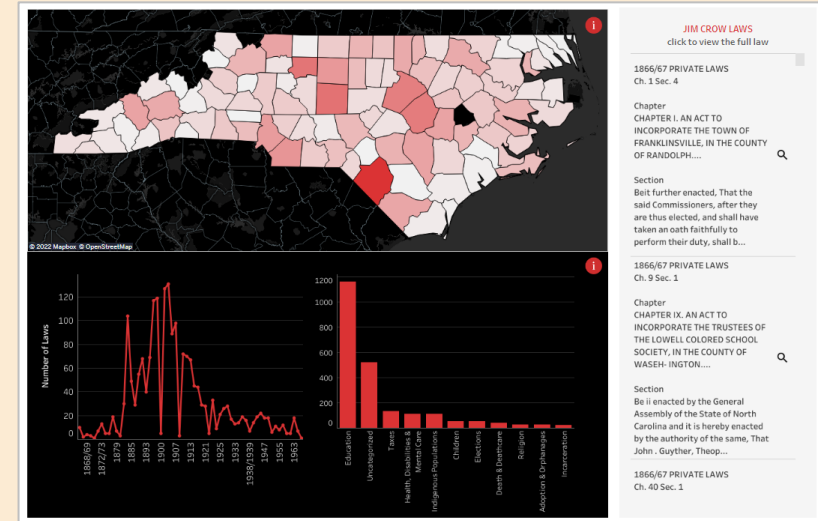 i
© 2022 Mapbox © OpenStreetMap
i
Number of Laws
120
100
80
60
40
20
0
1868/69
1872/73
1879
1885
1893
1900
1907
1913
1921
1925
1933
1938/1939
1947
1955
1963
1200
1000
800
600
400
200
0
Education
Uncategorized
Taxes
Health, Disabilities &
Mental Care
Indigenous Populations
Children
Elections
Death & Deathcare
Religion
Adoption & Orphanages
Incarceration
JIM CROW LAWS
click to view the full law
1866/67 PRIVATE LAWS
Ch. 1 Sec. 4
Chapter
CHAPTER I. AN ACT TO
INCORPORATE THE TOWN OF
FRANKLINSVILLE, IN THE COUNTY
OF RANDOLPH....
Section
Beit further enacted, That the
said Commissioners, after they
are thus elected, and shall have
taken an oath faithfully to
perform their duty, shall b...
1866/67 PRIVATE LAWS
Ch. 9 Sec. 1
Chapter
CHAPTER IX. AN ACT TO
INCORPORATE THE TRUSTEES OF
THE LOWELL COLORED SCHOOL
SOCIETY, IN THE COUNTY OF
WASEH- INGTON....
Section
Be ii enacted by the General
Assembly of the State of North
Carolina and it is hereby enacted
by the authority of the same, That
John . Guyther, Theop...
1866/67 PRIVATE LAWS
Ch. 40 Sec. 1